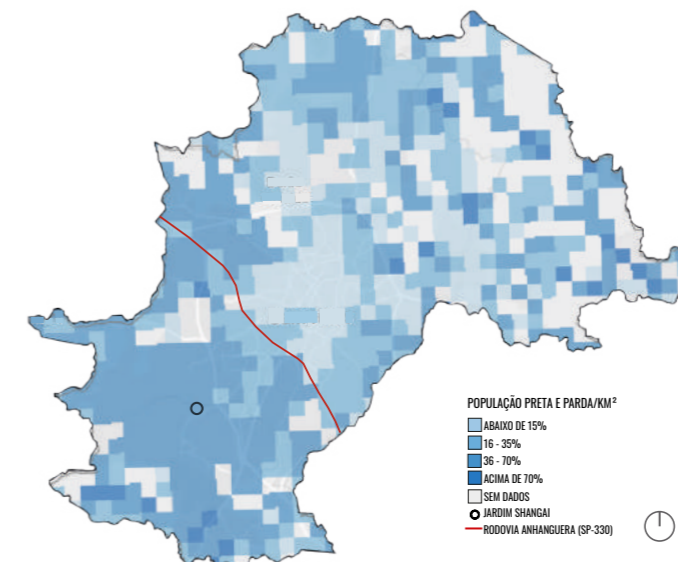 POPULAÇÃO PRETA E PARDA/KM²
ABAIXO DE 15%
16 - 35%
36 - 70%
ACIMA DE 70%
SEM DADOS
JARDIM SHANGAI
RODOVIA ANHANGUERA (SP-330)